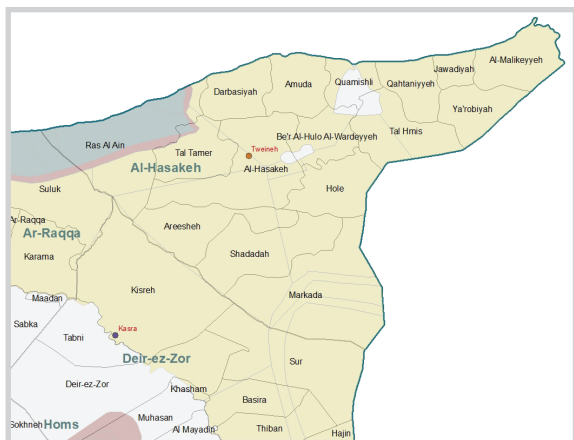 Al-Malikeyyeh
Jawadiyah
Quamishli
Qahtaniyyeh
Amuda
Darbasiyah
Ya'robiyah
Tal Hmis
Be'r Al-Hulo Al-Wardeyyeh
Ras Al Ain
Tweineh
Tal Tamer
Al-Hasakeh
Al-Hasakeh
Suluk
Hole
Ar-Raqqa
Areesheh
Ar-Raqqa
Shadadah
Karama
Kisreh
Markada
Maadan
Sabka
Kasra
Tabni
Deir-ez-Zor
Sur
Deir-ez-Zor
Khasham
Basira
Muhasan
Sokhneh
Homs
Al Mayadin
Thiban
Hajin